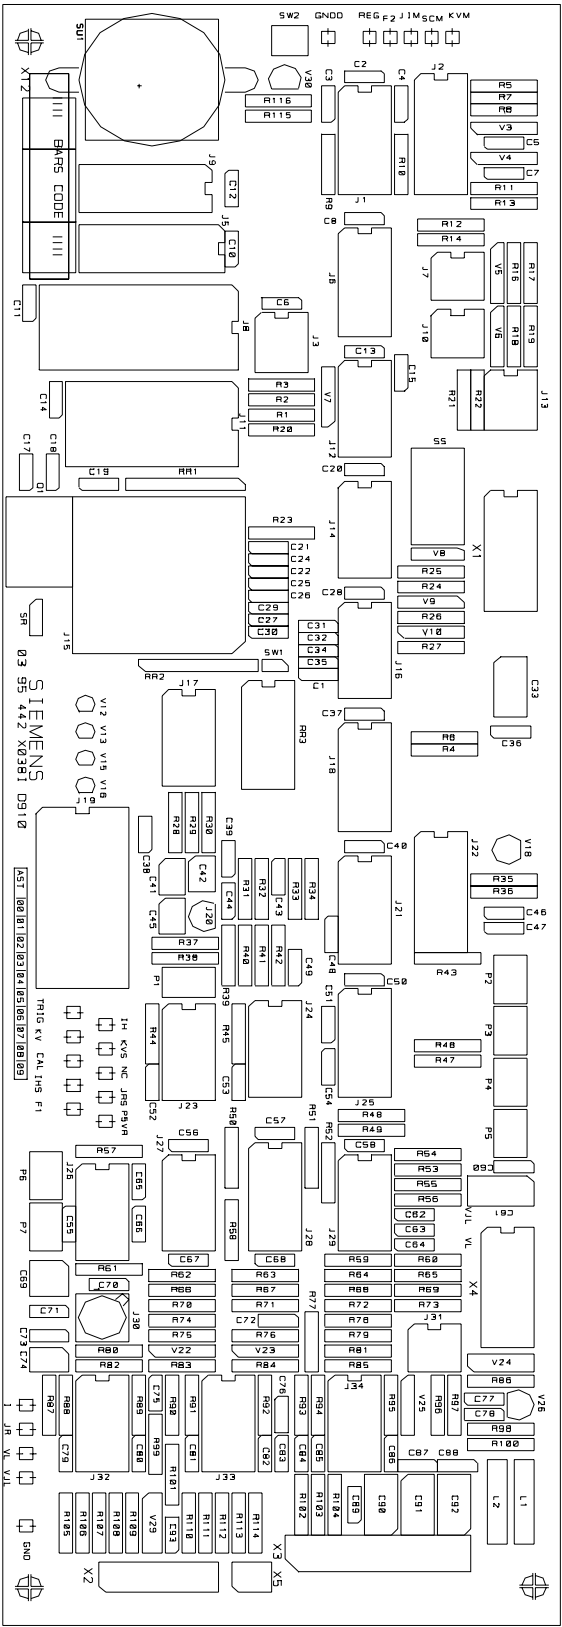 SW2 GNDD REG F2 JIM SCM KVM
SU1
X12
V30
R116
R115
C2
C3
C4
J2
J1
R9
R10
R5
R7
R8
V3
C5
V4
C7
R11
R13
BARS CODE
J9
C12
J5
C10
C8
J6
R12
R14
J7
V5
R16
R17
J10
V6
R18
R19
C11
J8
C6
J3
C13
C15
V7
J12
R21
R22
J13
R3
R2
R1
R20
C14
J11
C17
C18
Q1
C19
RR1
C20
J14
SS
V8
X1
R23
C21
C24
C22
C25
C26
C29
C27
C30
R25
R24
V9
R26
V10
R27
C28
C31
C32
C34
C35
C1
J16
SR
J15
SW1
RR2
J17
RR3
C33
C36
C37
J18
R6
R4
SIEMENS
03 95 442 X0381 D910
V12
V13
V15
V16
J19
R28
R29
R30
C38
C39
C40
J21
J22
V18
R35
R36
C46
C47
C41
C42
C44
R31
R32
C43
R33
R34
C45
J20
R37
R38
P1
R39
R40
R41
R42
C49
C48
R43
C50
AST 00 01 02 03 04 05 06 07 08 09
TRIG KV CAL IHS F1
IH KVS NC JRS P5VA
R44
C52
J23
R45
C53
J24
C51
C54
J25
P2
P3
P4
P5
R46
R47
R48
R49
R50
R51
R52
C56
C57
C58
J27
R57
J26
P6
P7
C55
C65
C66
R58
J28
J29
R54
R53
R55
R56
C60
C61
C62
C63
C64
VJL
VL
X4
C67
C68
R59
R60
R61
R62
R63
R64
R65
C69
C70
R66
R67
R68
R69
C71
R70
R71
R72
R73
J30
R74
C72
R77
R78
J31
C73
R75
R76
R79
C74
R80
V22
V23
R81
V24
R82
R83
R84
R85
R86
I
JR
VL
VJL
R87
R88
R89
C75
R90
R91
R92
C76
R93
R94
J34
R95
V25
R96
R97
C77
C78
V26
R98
R100
C79
J32
C80
R99
R101
C81
J33
C82
C83
C84
C85
C86
C87
C88
GND
R105
R106
R107
R108
R109
V29
C93
R110
R111
R112
R113
R114
R102
R103
R104
C89
C90
C91
C92
L2
L1
X2
X5
X3